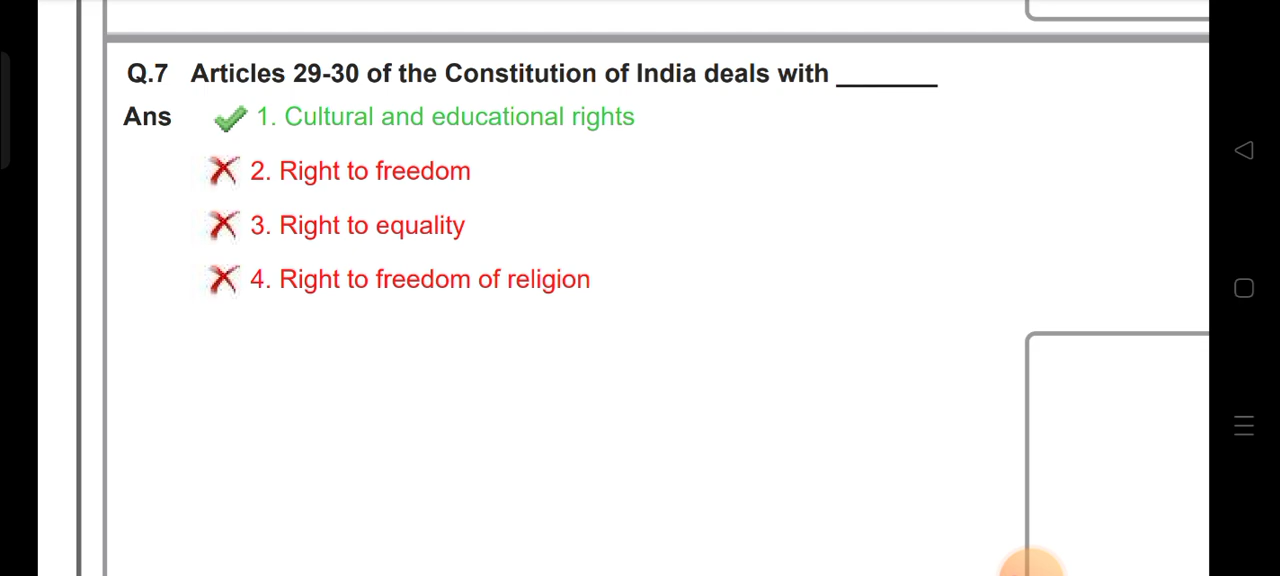 Q.7 Articles 29-30 of the Constitution of India deals with _______
Ans 1. Cultural and educational rights
2. Right to freedom
3. Right to equality
4. Right to freedom of religion